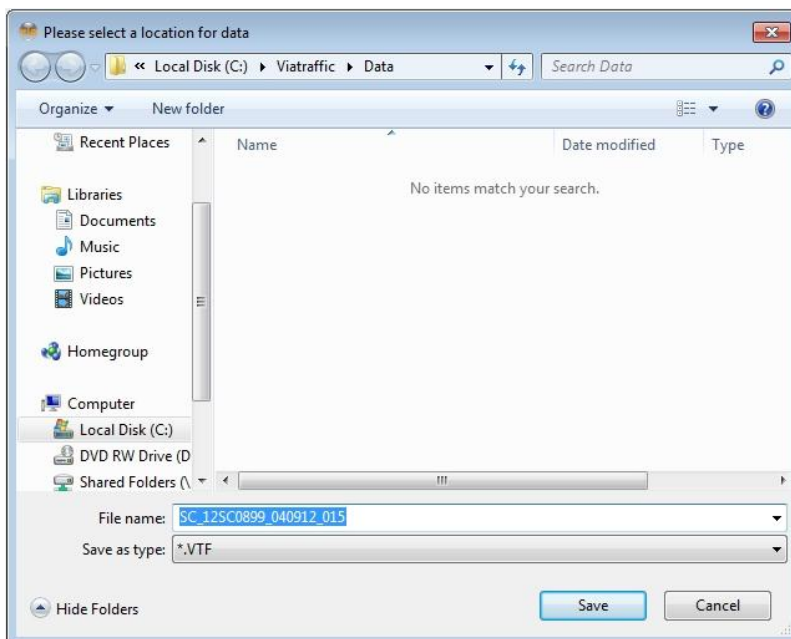 Please select a location for data
« Local Disk (C:) Viatraffic Data
Search Data
Organize New folder
Name Date modified Type
Recent Places
No items match your search.
Libraries
Documents
Music
Pictures
Videos
Homegroup
Computer
Local Disk (C:)
DVD RW Drive (D
Shared Folders (\
File name: SC_12SC0899_040912_015
Save as type: *.VTF
Hide Folders Save Cancel